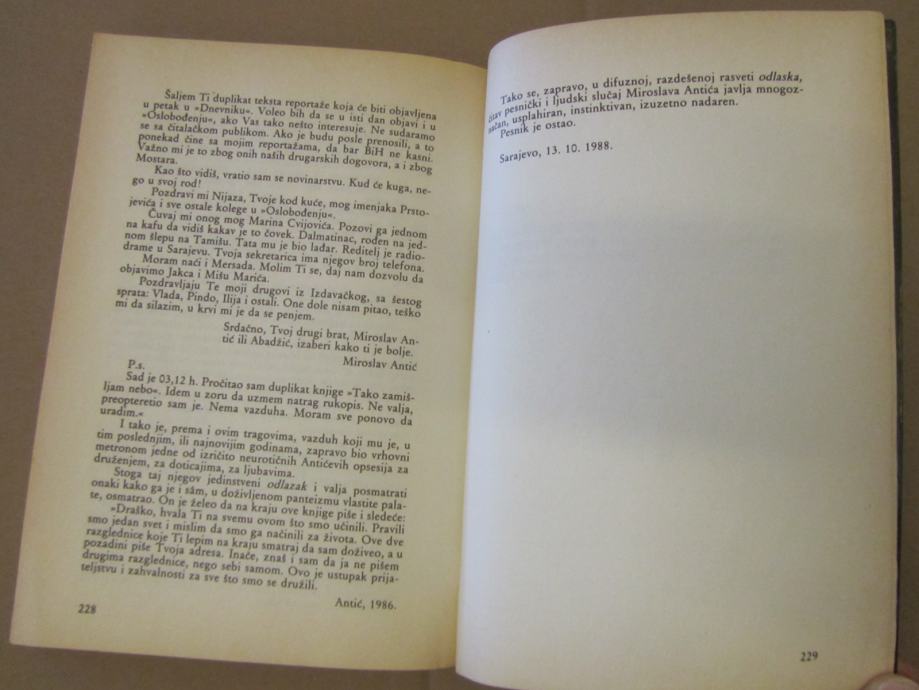 Šaljem Ti duplikat teksta reportaže koja će biti objavljena
u petak u »Dnevniku«. Voleo bih da se u isti dan objavi i u
»Oslobođenju«, ako Vas tako nešto interesuje. Ne sudaramo
se sa čitalačkom publikom. Ako je budu posle prenosili, a to
ponekad čine sa mojim reportažama, da bar BiH ne kasni.
Važno mi je to zbog onih naših drugarskih dogovora, a i zbog
Mostara.
Kao što vidiš, vratio sam se novinarstvu. Kud će kuga, ne-
go u svoj rod!
Pozdravi mi Nijaza, Tvoje kod kuće, mog imenjaka Prsto-
jevića i sve ostale kolege u »Oslobođenju«.
Čuvaj mi onog mog Marina Cvijovića. Pozovi ga jednom
na kafu da vidiš kakav je to čovek. Dalmatinac, rođen na jed-
nom šlepu na Tamišu. Tata mu je bio lađar. Reditelj je radio-
drame u Sarajevu. Tvoja sekretarica ima njegov broj telefona.
Moram naći i Mersada. Molim Ti se, daj nam dozvolu da
objavimo Jakca i Mišu Marića.
Pozdravljaju Te moji drugovi iz Izdavačkog, sa šestog
sprata: Vlada, Pindo, Ilija i ostali. One dole nisam pitao, teško
mi da silazim, u krvi mi je da se penjem.
Srdačno, Tvoj drugi brat, Miroslav An-
tić ili Abadžić, izaberi kako ti je bolje.
Miroslav Antić
P.s.
Sad je 03,12 h. Pročitao sam duplikat knjige »Tako zamiš-
ljam nebo«. Idem u zoru da uzmem natrag rukopis. Ne valja,
preopteretio sam je. Nema vazduha. Moram sve ponovo da
uradim.«
I tako je, prema i ovim tragovima, vazduh koji mu je, u
tim poslednjim, ili najnovijim godinama, zapravo bio vrhovni
metronom jedne od izričito neurotičnih Antićevih opsesija za
druženjem, za doticajima, za ljubavima.
Stoga taj njegov jedinstveni odlazak i valja posmatrati
onaki kako ga je i sâm, u doživljenom panteizmu vlastite pala-
te, osmatrao. On je želeo da na kraju ove knjige piše i sledeće:
»Draško, hvala Ti na svemu ovom što smo učinili. Pravili
smo jedan svet i mislim da smo ga načinili za života. Ove dve
razglednice koje Ti lepim na kraju smatraj da sam doživeo, a u
pozadini piše Tvoja adresa. Inače, znaš i sam da ja ne pišem
drugima razglednice, nego sebi samom. Ovo je ustupak prija-
teljstvu i zahvalnosti za sve što smo se družili.
Antić, 1986.
228
Tako se, zapravo, u difuznoj, razdešenoj rasveti odlaska,
čitav pesnički i ljudski slučaj Miroslava Antića javlja mnogoz-
načan, usplahiran, instinktivan, izuzetno nadaren.
Pesnik je ostao.
Sarajevo, 13. 10. 1988.
229